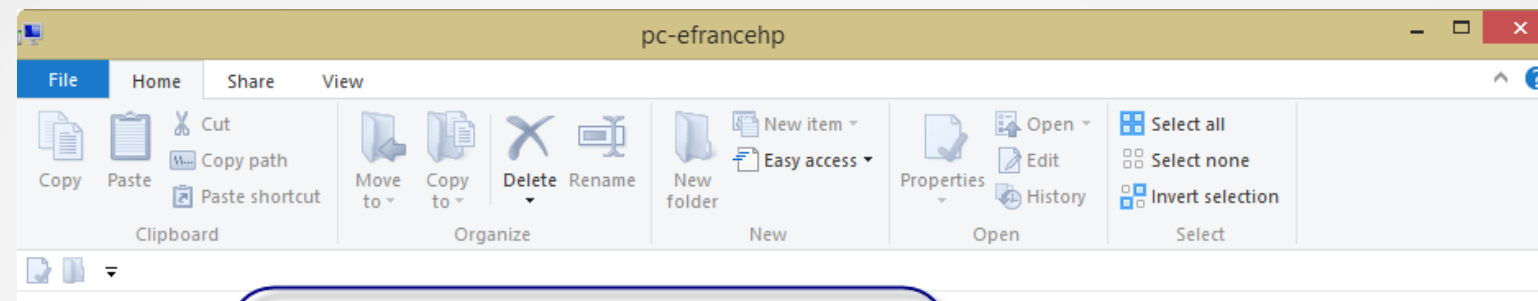 pc-efrancehp
File Home Share View
Copy
Paste
Cut
Copy path
Paste shortcut
Clipboard
Move to
Copy to
Delete
Rename
Organize
New folder
New item
Easy access
New
Properties
Open
Edit
History
Open
Select all
Select none
Invert selection
Select